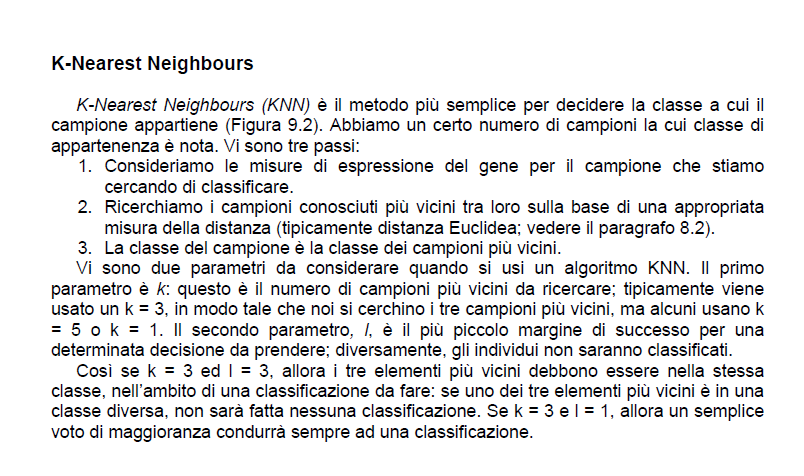 K-Nearest Neighbours
K-Nearest Neighbours (KNN) è il metodo più semplice per decidere la classe a cui il
campione appartiene (Figura 9.2). Abbiamo un certo numero di campioni la cui classe di
appartenenza è nota. Vi sono tre passi:
1. Consideriamo le misure di espressione del gene per il campione che stiamo
cercando di classificare.
2. Ricerchiamo i campioni conosciuti più vicini tra loro sulla base di una appropriata
misura della distanza (tipicamente distanza Euclidea; vedere il paragrafo 8.2).
3. La classe del campione è la classe dei campioni più vicini.
Vi sono due parametri da considerare quando si usi un algoritmo KNN. Il primo
parametro è k: questo è il numero di campioni più vicini da ricercare; tipicamente viene
usato un k = 3, in modo tale che noi si cerchino i tre campioni più vicini, ma alcuni usano k
= 5 o k = 1. Il secondo parametro, l, è il più piccolo margine di successo per una
determinata decisione da prendere; diversamente, gli individui non saranno classificati.
Così se k = 3 ed l = 3, allora i tre elementi più vicini debbono essere nella stessa
classe, nell'ambito di una classificazione da fare: se uno dei tre elementi più vicini è in una
classe diversa, non sarà fatta nessuna classificazione. Se k = 3 e l = 1, allora un semplice
voto di maggioranza condurrà sempre ad una classificazione.